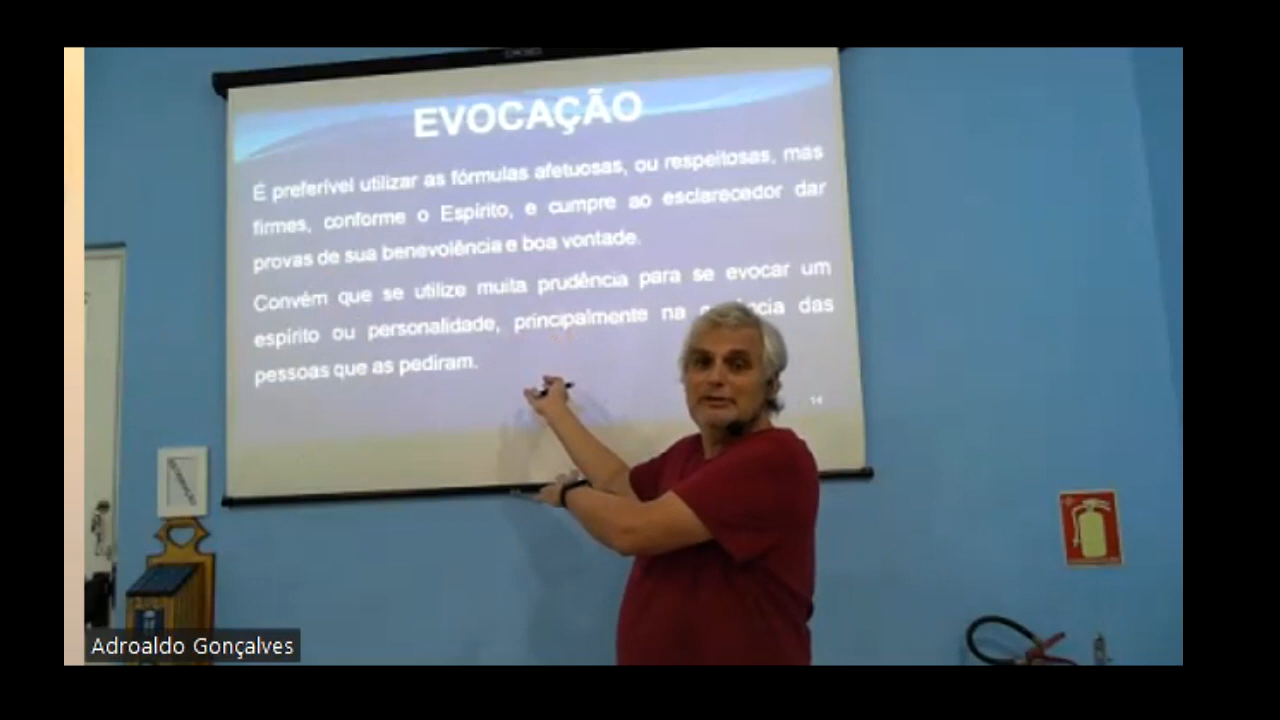 EVOCAÇÃO
É preferível utilizar as fórmulas afetuosas, ou respeitosas, mas
firmes, conforme o Espírito, e cumpre ao esclarecedor dar
provas de sua benevolência e boa vontade.
Convém que se utilize muita prudência para se evocar um
espírito ou personalidade, principalmente na das
pessoas que as pediram.
14
Adroaldo Gonçalves